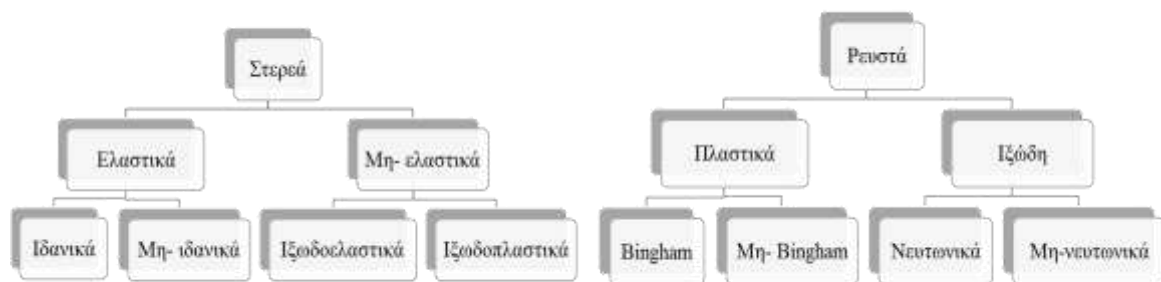 Στερεά
Ελαστικά
Μη- ελαστικά
Ιδανικά
Μη- ιδανικά
Ιξωδοελαστικά
Ιξωδοπλαστικά
Ρευστά
Πλαστικά
Ιξώδη
Bingham
Μη- Bingham
Νευτωνικά
Μη-νευτωνικά